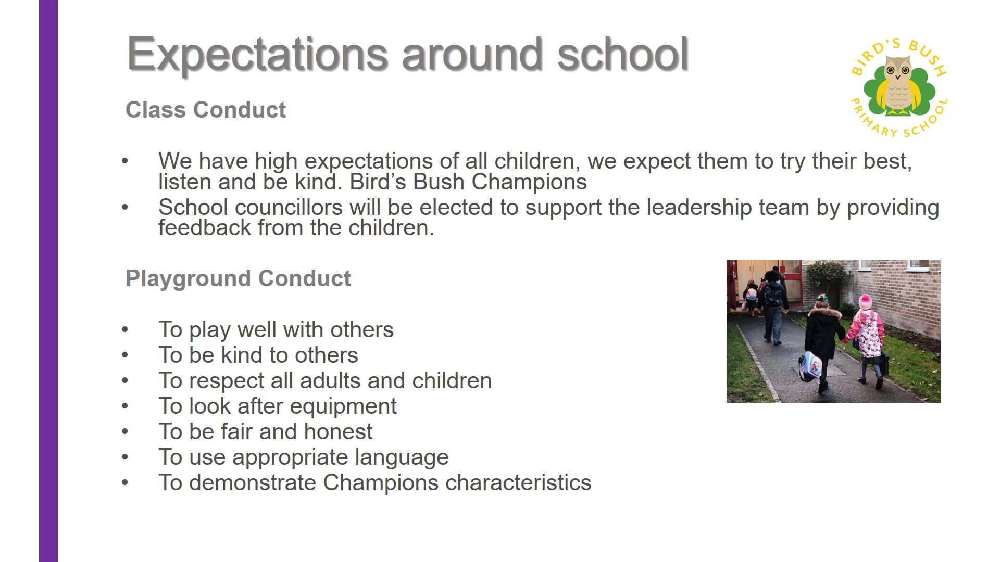 Expectations around school
BIRD'S BUSH
PRIMARY SCHOOL
Class Conduct
• We have high expectations of all children, we expect them to try their best,
listen and be kind. Bird’s Bush Champions
• School councillors will be elected to support the leadership team by providing
feedback from the children.
Playground Conduct
• To play well with others
• To be kind to others
• To respect all adults and children
• To look after equipment
• To be fair and honest
• To use appropriate language
• To demonstrate Champions characteristics